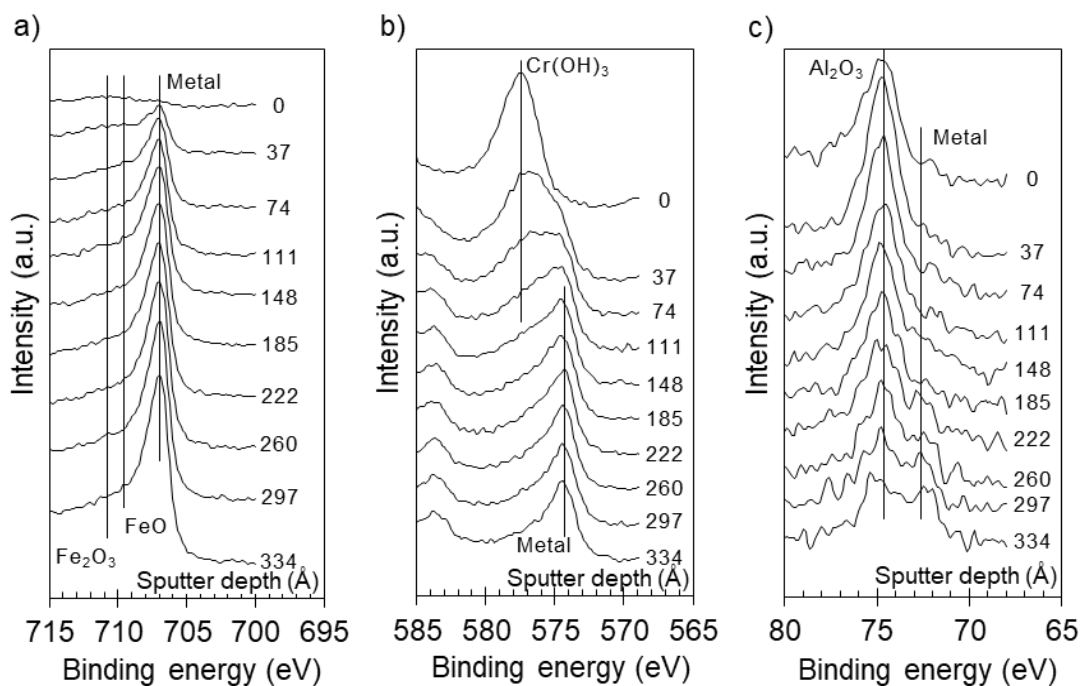 a)
Metal
0
37
74
111
148
185
222
260
297
334
FeO
Fe₂O₃
Sputter depth (Å)
Intensity (a.u.)
715 710 705 700 695
Binding energy (eV)
b)
Cr(OH)₃
0
37
74
111
148
185
222
260
297
334
Metal
Sputter depth (Å)
Intensity (a.u.)
585 580 575 570 565
Binding energy (eV)
c)
Al₂O₃
Metal
0
37
74
111
148
185
222
260
297
334
Sputter depth (Å)
Intensity (a.u.)
80 75 70 65
Binding energy (eV)